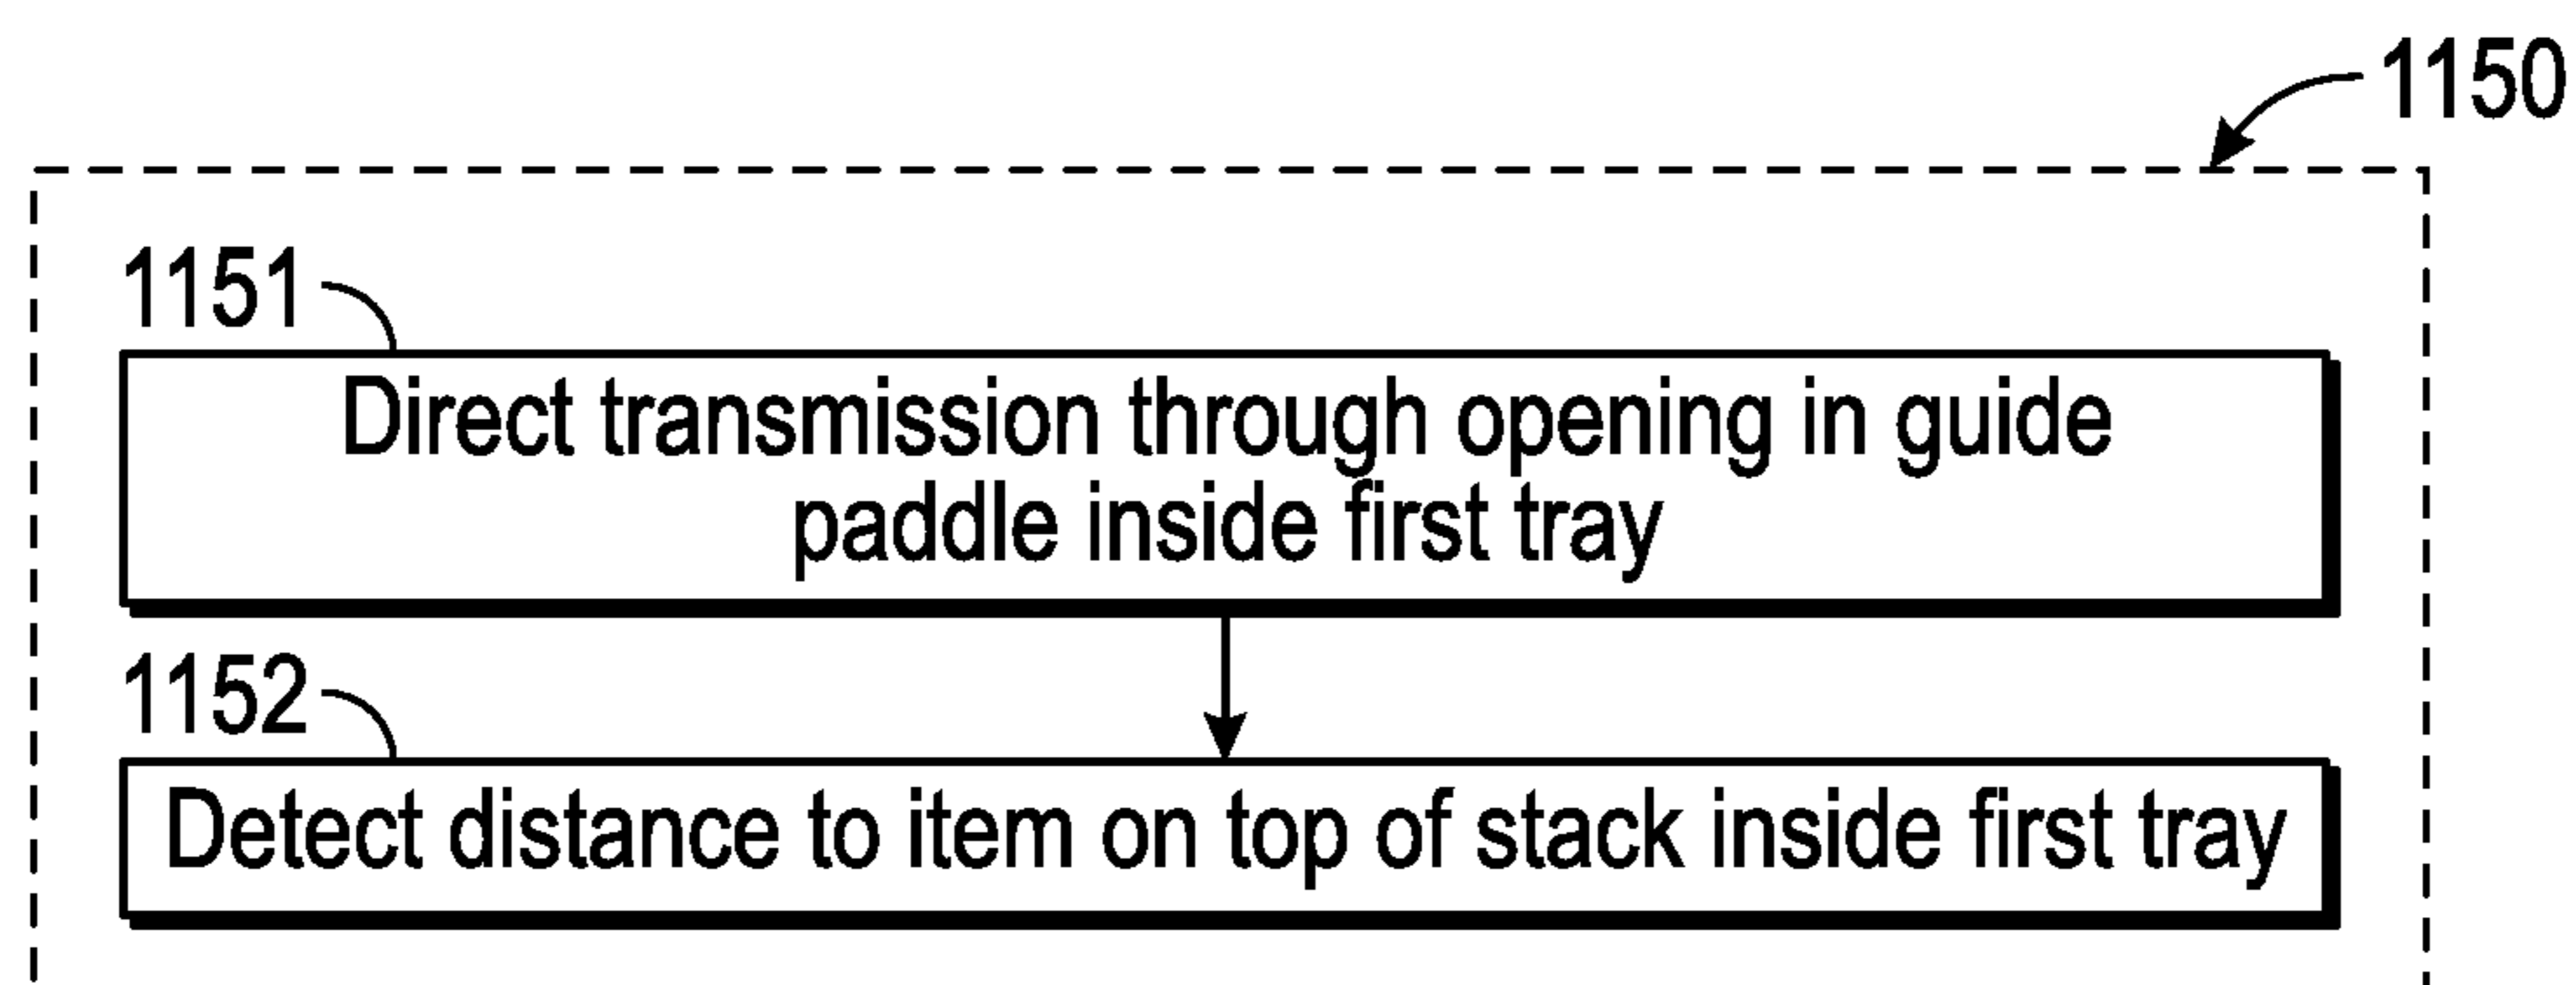 1150
1151
Direct transmission through opening in guide
paddle inside first tray
1152
Detect distance to item on top of stack inside first tray